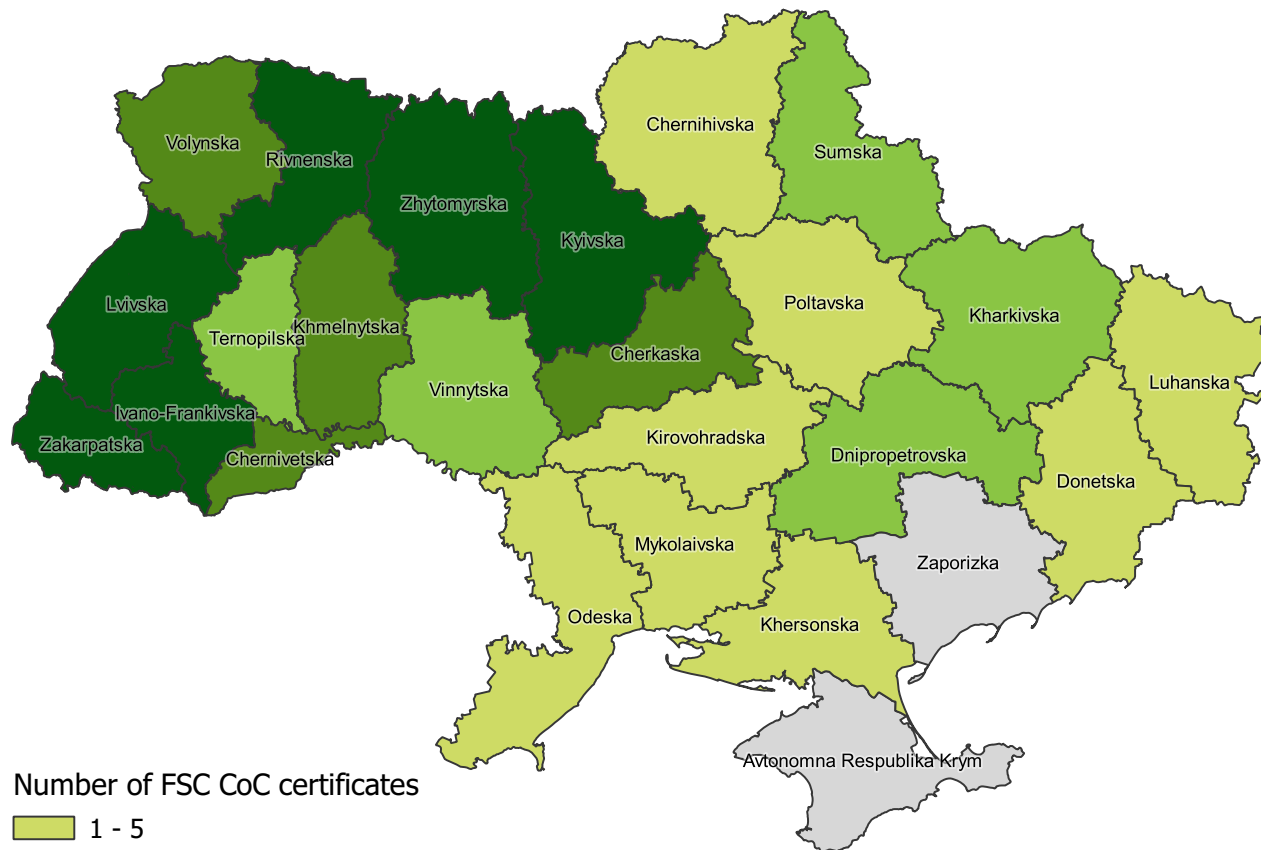 Chernihivska
Volynska
Sumska
Rivnenska
Zhytomyrska
Kyivska
Lvivska
Poltavska
Kharkivska
Khmelnytska
Ternopilska
Cherkaska
Luhanska
Vinnytska
Ivano-Frankivska
Kirovohradska
Zakarpatska
Chernivetska
Dnipropetrovska
Donetska
Mykolaivska
Zaporizka
Odeska
Khersonska
Avtonomna Respublika Krym
Number of FSC CoC certificates
1 - 5